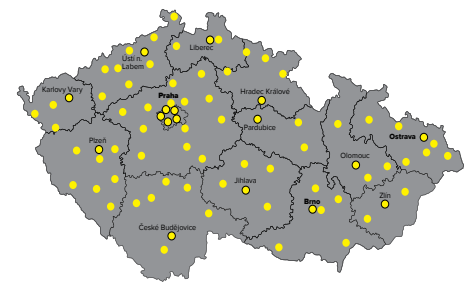 Liberec
Ústí n.
Labem
Karlovy Vary
Praha
Hradec Králové
Pardubice
Ostrava
Plzeň
Olomouc
Jihlava
Zlín
Brno
České Budějovice